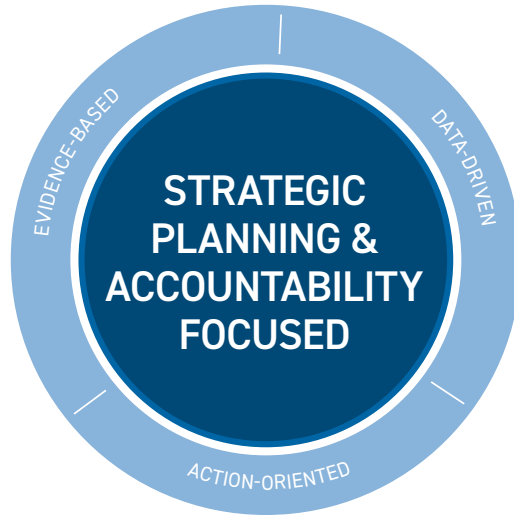 EVIDENCE-BASED
DATA-DRIVEN
STRATEGIC
PLANNING &
ACCOUNTABILITY
FOCUSED
ACTION-ORIENTED